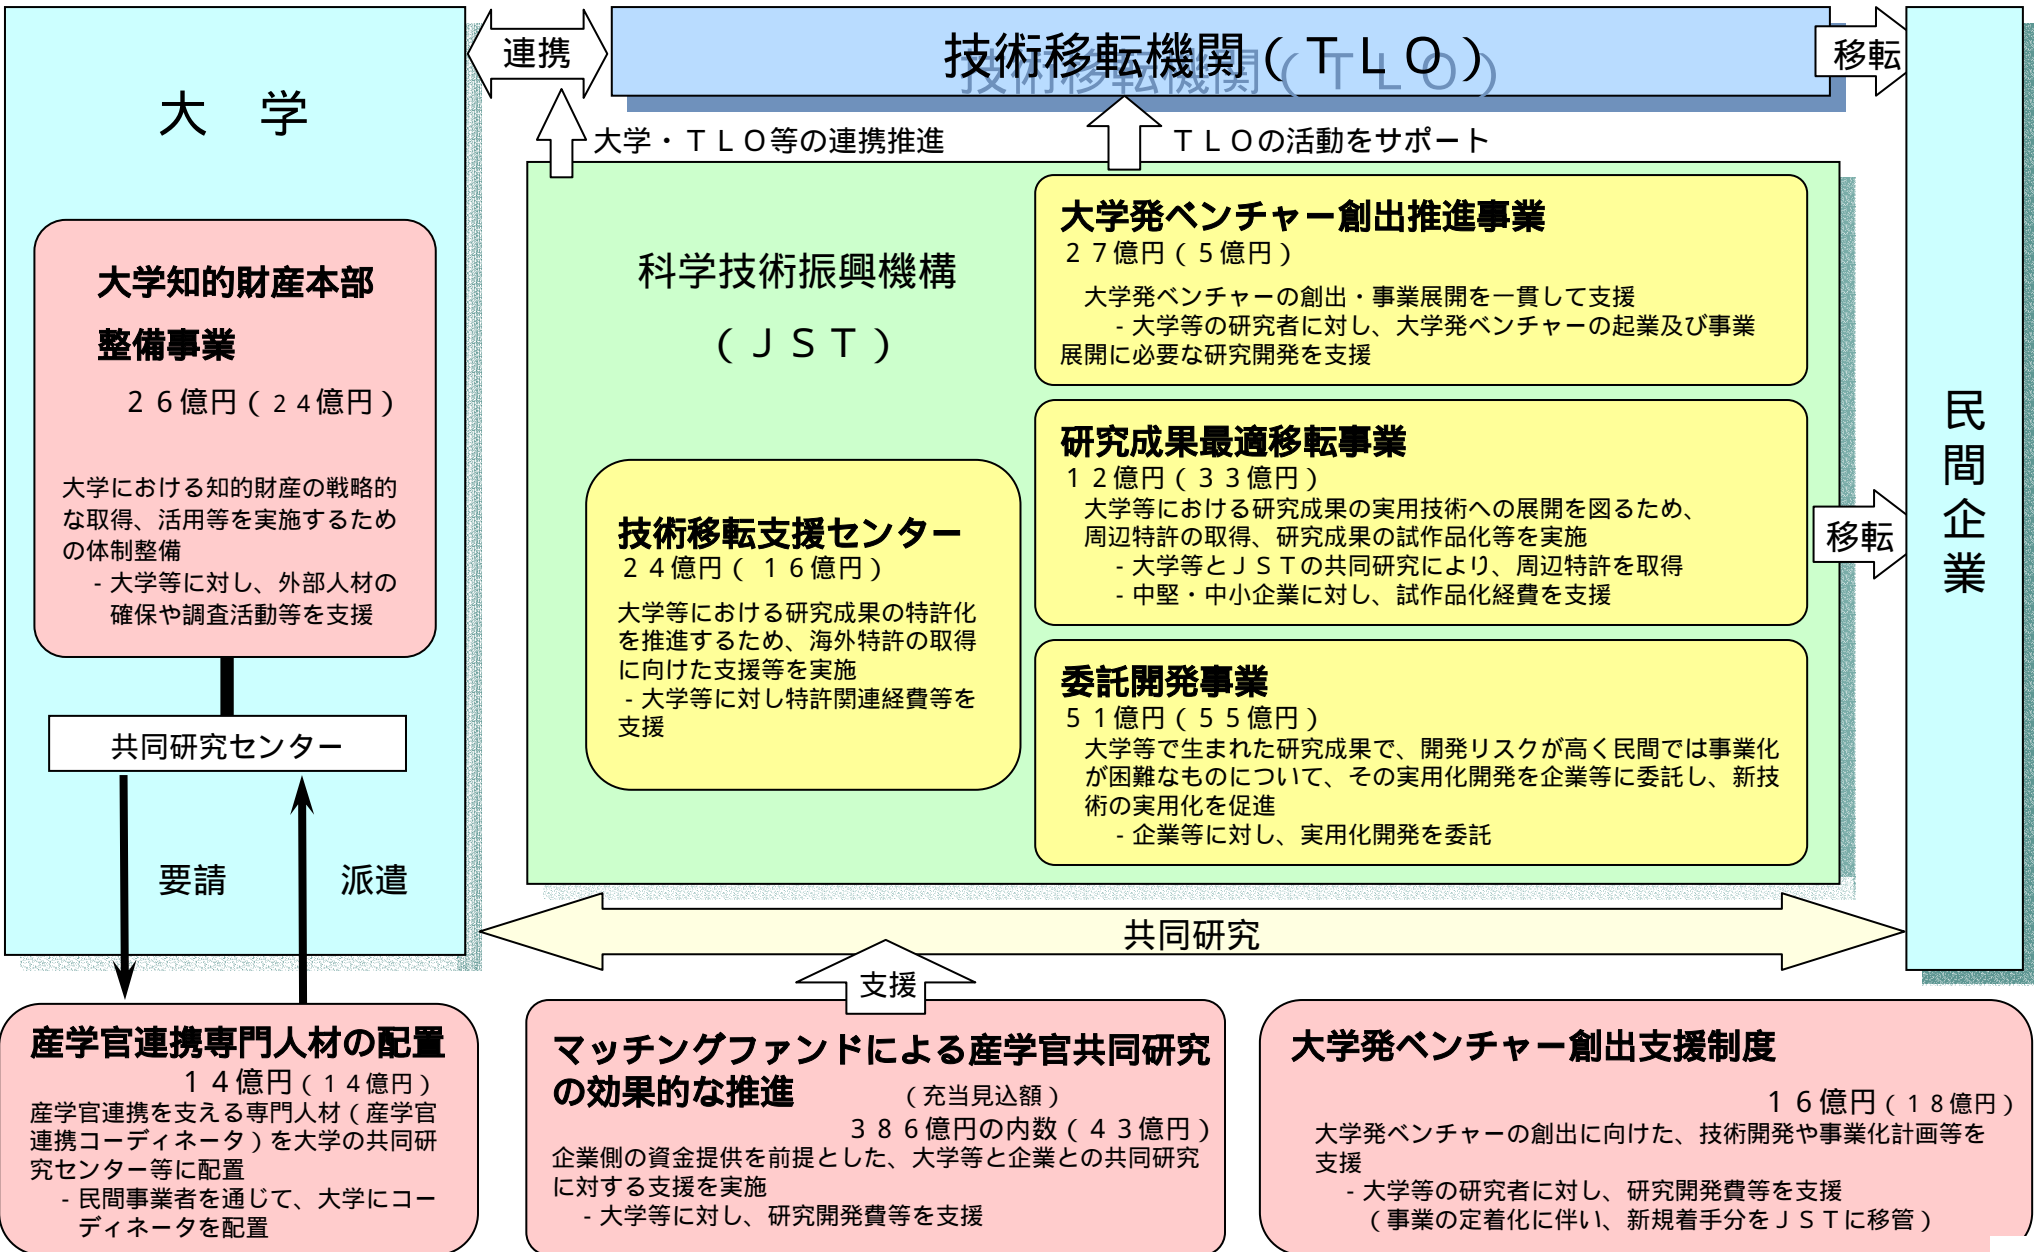 大　学
連携
技術移転機関（ＴＬＯ）
移転
大学・ＴＬＯ等の連携推進
ＴＬＯの活動をサポート
大学知的財産本部
整備事業
２６億円（２４億円）
大学における知的財産の戦略的
な取得、活用等を実施するため
の体制整備
- 大学等に対し、外部人材の
確保や調査活動等を支援
共同研究センター
要請
派遣
科学技術振興機構
（ＪＳＴ）
技術移転支援センター
２４億円（１６億円）
大学等における研究成果の特許化
を推進するため、海外特許の取得
に向けた支援等を実施
- 大学等に対し特許関連経費等を
支援
大学発ベンチャー創出推進事業
２７億円（５億円）
大学発ベンチャーの創出・事業展開を一貫して支援
- 大学等の研究者に対し、大学発ベンチャーの起業及び事業
展開に必要な研究開発を支援
研究成果最適移転事業
１２億円（３３億円）
大学等における研究成果の実用技術への展開を図るため、
周辺特許の取得、研究成果の試作品化等を実施
- 大学等とＪＳＴの共同研究により、周辺特許を取得
- 中堅・中小企業に対し、試作品化経費を支援
委託開発事業
５１億円（５５億円）
大学等で生まれた研究成果で、開発リスクが高く民間では事業化
が困難なものについて、その実用化開発を企業等に委託し、新技
術の実用化を促進
- 企業等に対し、実用化開発を委託
移転
民間企業
共同研究
支援
産学官連携専門人材の配置
１４億円（１４億円）
産学官連携を支える専門人材（産学官
連携コーディネータ）を大学の共同研
究センター等に配置
- 民間事業者を通じて、大学にコー
ディネータを配置
マッチングファンドによる産学官共同研究
の効果的な推進　（充当見込額）
３８６億円の内数（４３億円）
企業側の資金提供を前提とした、大学等と企業との共同研究
に対する支援を実施
- 大学等に対し、研究開発費等を支援
大学発ベンチャー創出支援制度
１６億円（１８億円）
大学発ベンチャーの創出に向けた、技術開発や事業化計画等を
支援
- 大学等の研究者に対し、研究開発費等を支援
（事業の定着化に伴い、新規着手分をＪＳＴに移管）